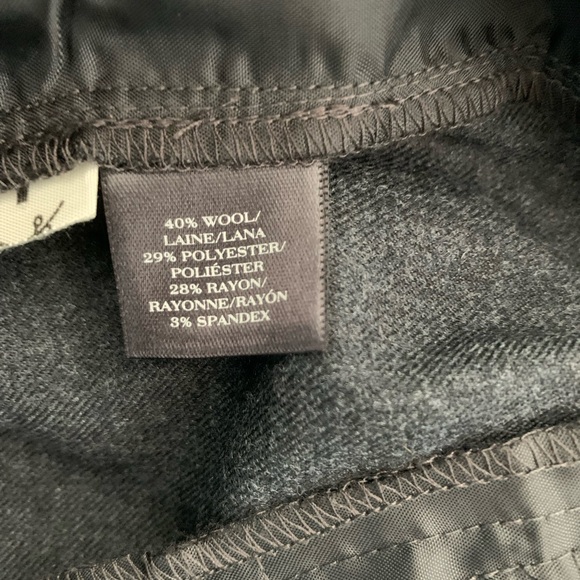 40% WOOL/
LAINE/LANA
29% POLYESTER/
POLIÉSTER
28% RAYON/
RAYONNE/RAYÓN
3% SPANDEX